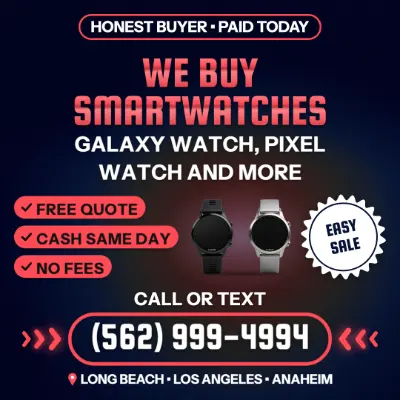 HONEST BUYER • PAID TODAY
WE BUY
SMARTWATCHES
GALAXY WATCH, PIXEL
WATCH AND MORE
FREE QUOTE
CASH SAME DAY
NO FEES
EASY
SALE
CALL OR TEXT
(562) 999-4994
LONG BEACH • LOS ANGELES • ANAHEIM